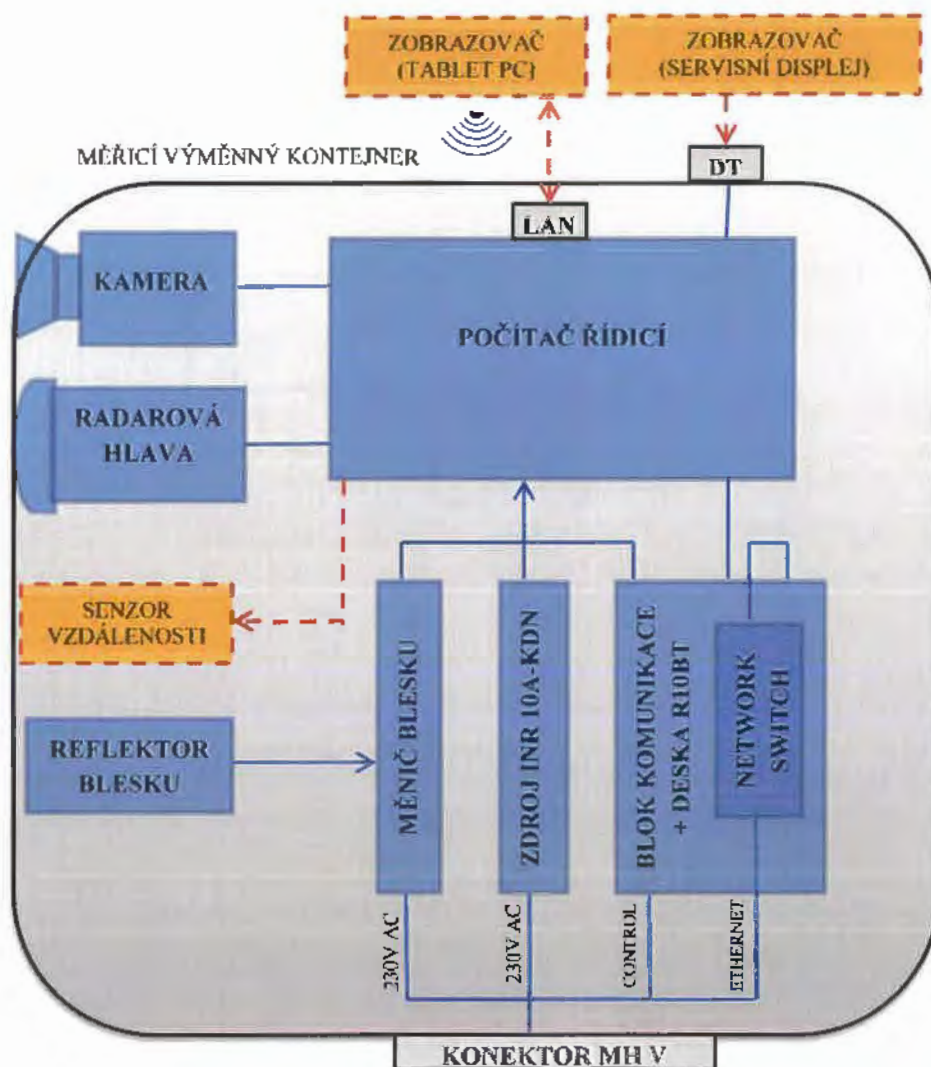 ZOBRAZOVAČ
(TABLET PC)
ZOBRAZOVAČ
(SERVISNÍ DISPLEJ)
MĚŘICÍ VÝMĚNNÝ KONTEJNER
DT
LAN
KAMERA
POČÍTAČ ŘÍDICÍ
RADAROVÁ
HLAVA
SENZOR
VZDÁLENOSTI
REFLEKTOR
BLESKU
MĚNIČ BLESKU
ZDROJ INR 10A-KDN
BLOK KOMUNIKACE
+ DESKA R10BT
NETWORK
SWITCH
230V AC
230V AC
CONTROL
ETHERNET
KONEKTOR MH V